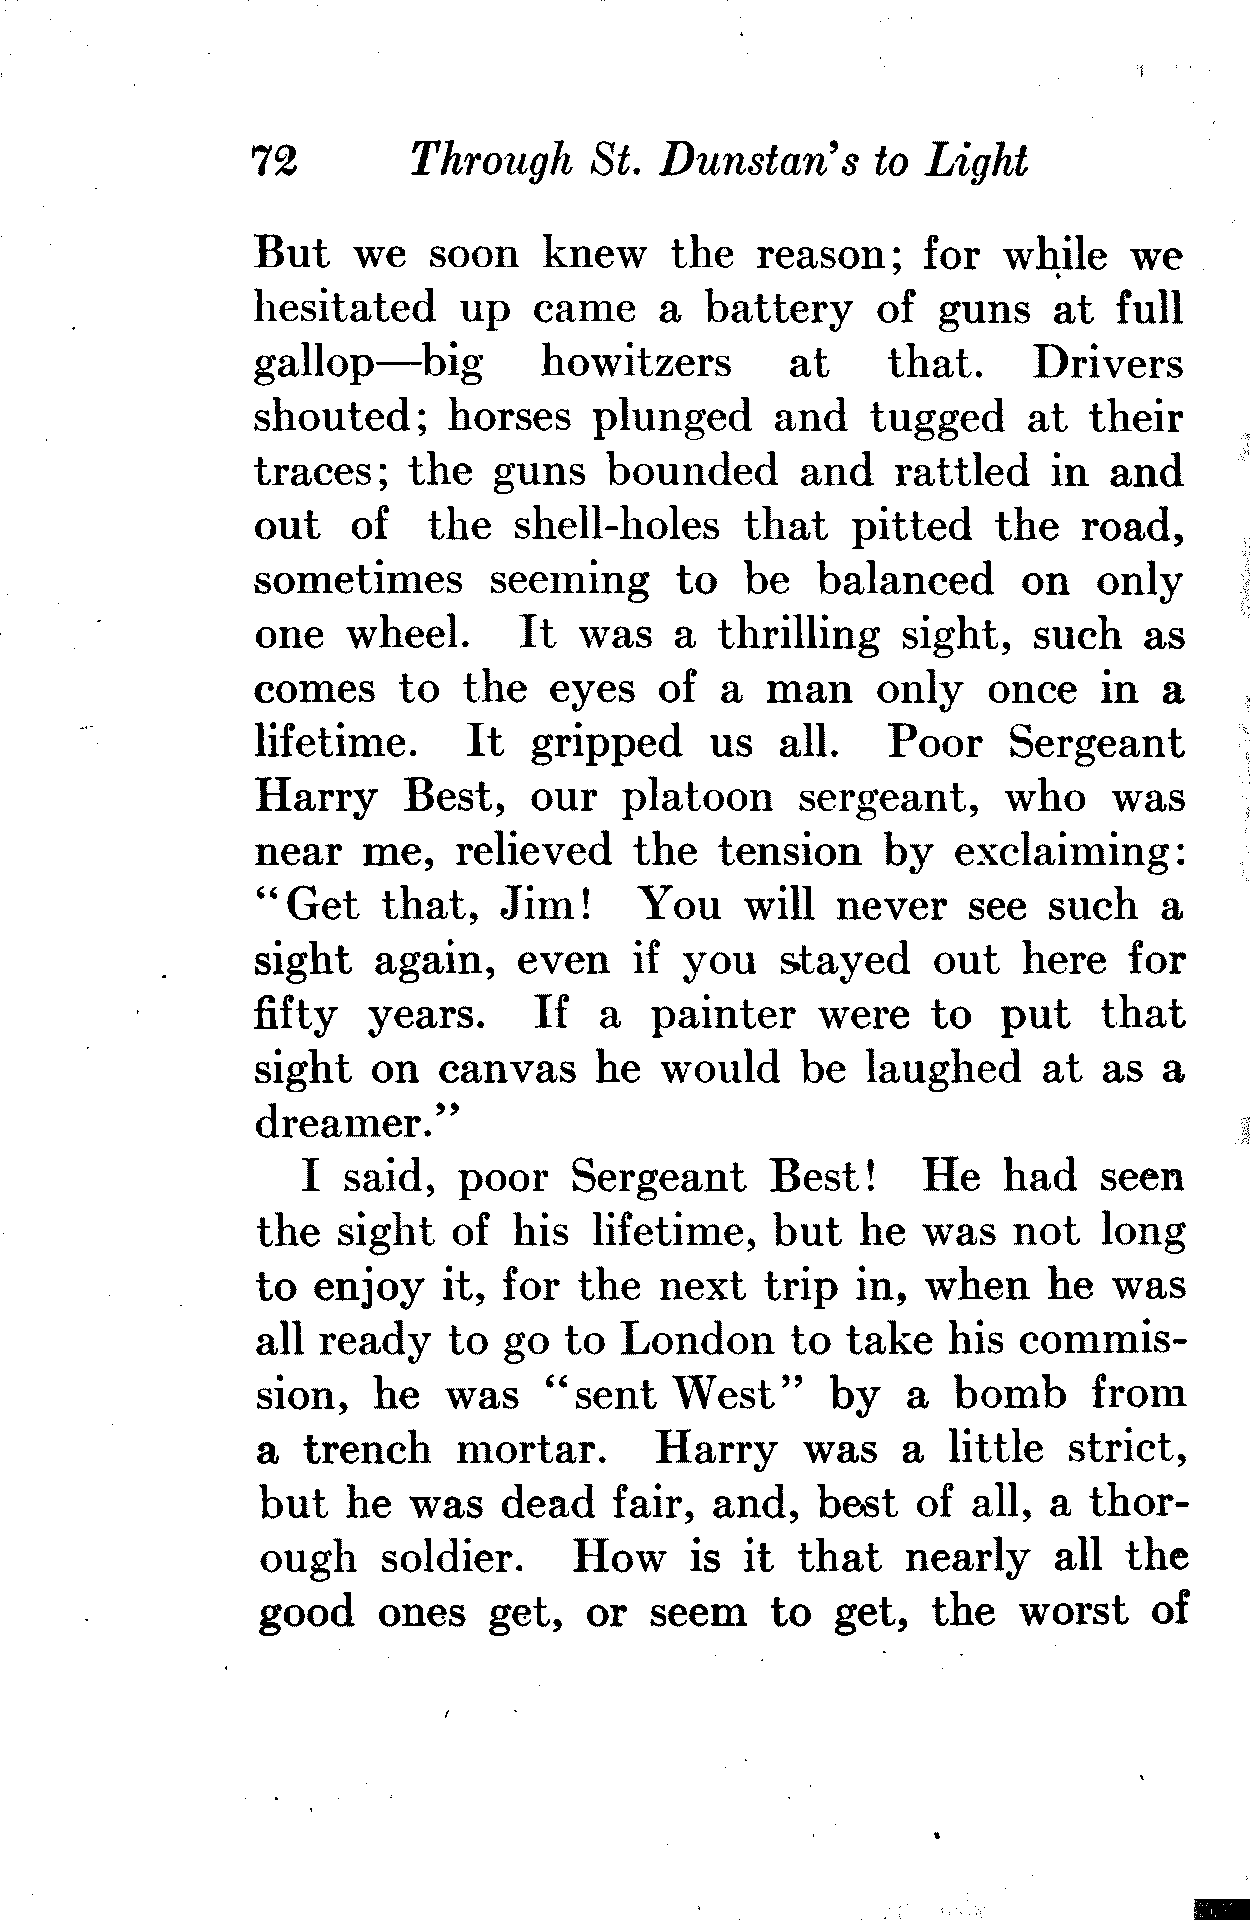 72 Through St. Dunstan's to Light
But we soon knew the reason; for while we
hesitated up came a battery of guns at full
gallop—big howitzers at that. Drivers
shouted; horses plunged and tugged at their
traces; the guns bounded and rattled in and
out of the shell-holes that pitted the road,
sometimes seeming to be balanced on only
one wheel. It was a thrilling sight, such as
comes to the eyes of a man only once in a
lifetime. It gripped us all. Poor Sergeant
Harry Best, our platoon sergeant, who was
near me, relieved the tension by exclaiming:
"Get that, Jim! You will never see such a
sight again, even if you stayed out here for
fifty years. If a painter were to put that
sight on canvas he would be laughed at as a
dreamer."
I said, poor Sergeant Best! He had seen
the sight of his lifetime, but he was not long
to enjoy it, for the next trip in, when he was
all ready to go to London to take his commis-
sion, he was "sent West" by a bomb from
a trench mortar. Harry was a little strict,
but he was dead fair, and, best of all, a thor-
ough soldier. How is it that nearly all the
good ones get, or seem to get, the worst of